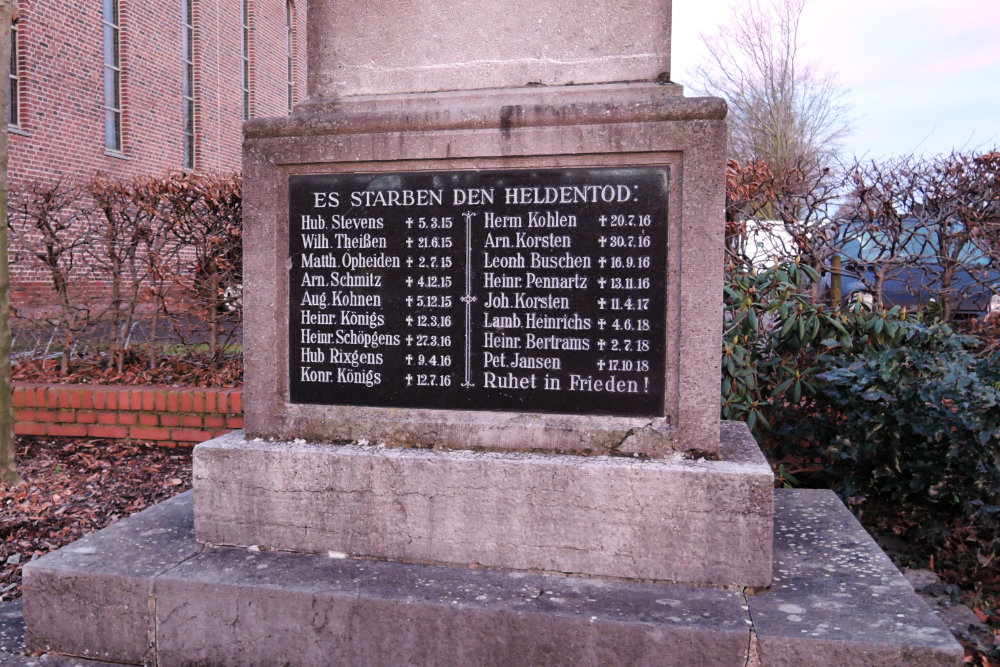 ES STARBEN DEN HELDENTOD:
Hub. Stevens ✝ 5.3.15
Wilh. Theißen ✝ 21.6.15
Matth. Opheiden ✝ 2.7.15
Arn. Schmitz ✝ 4.12.15
Aug. Kohnen ✝ 5.12.15
Heinr. Königs ✝ 12.3.16
Heinr. Schöpgens ✝ 27.3.16
Hub. Rixgens ✝ 9.4.16
Konr. Königs ✝ 12.7.16
Herm. Kohlen ✝ 20.7.16
Arn. Korsten ✝ 30.7.16
Leonh. Buschen ✝ 16.9.16
Heinr. Pennartz ✝ 13.11.16
Joh. Korsten ✝ 11.4.17
Lamb. Heinrichs ✝ 4.6.18
Heinr. Bertrams ✝ 2.7.18
Pet. Jansen ✝ 17.10.18
Ruhet in Frieden!